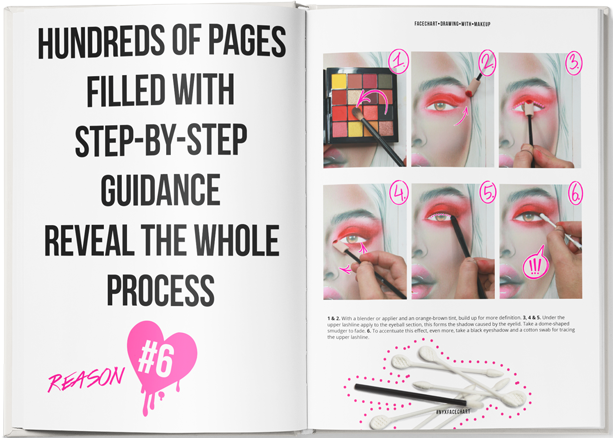 HUNDREDS OF PAGES
FILLED WITH
STEP-BY-STEP
GUIDANCE
REVEAL THE WHOLE
PROCESS
REASON #6
FACECHART•DRAWING•WITH•MAKEUP
1. 2. 3.
4. 5. 6.
!!!
1 & 2. With a blender or applier and an orange-brown tint, build up for more definition. 3, 4 & 5. Under the
upper lashline apply to the eyeball section, this forms the shadow caused by the eyelid. Take a dome-shaped
smudger to fade. 6. To accentuate this effect, even more, take a black eyeshadow and a cotton swab for tracing
the upper lashline.
#NYXFACECHART